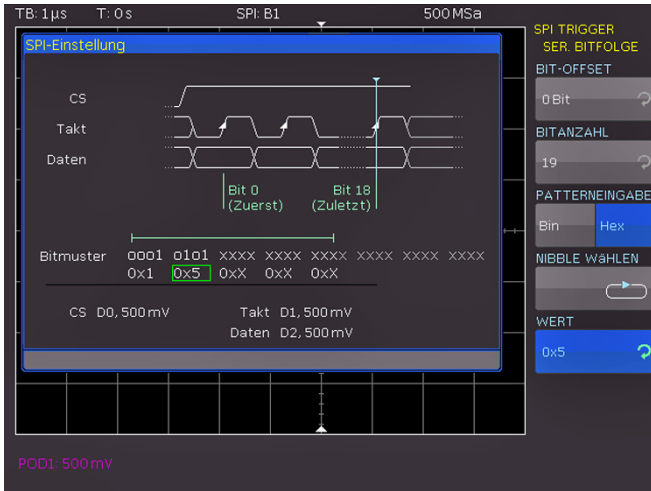 TB: 1 µs T: 0 s SPI: B1 500 MSa
SPI TRIGGER
SER. BITFOLGE
SPI-Einstellung
CS
Takt
Daten
Bit 0
(Zuerst)
Bit 18
(Zuletzt)
Bitmuster 0001 0101 XXXX XXXX XXXX XXXX XXXX XXXX
0x1 0x5 0xX 0xX 0xX
CS D0, 500 mV Takt D1, 500 mV
Daten D2, 500 mV
BIT-OFFSET
0 Bit
BITANZAHL
19
PATTERNEINGABE
Bin Hex
NIBBLE WäHLEN
WERT
0x5
POD1: 500 mV